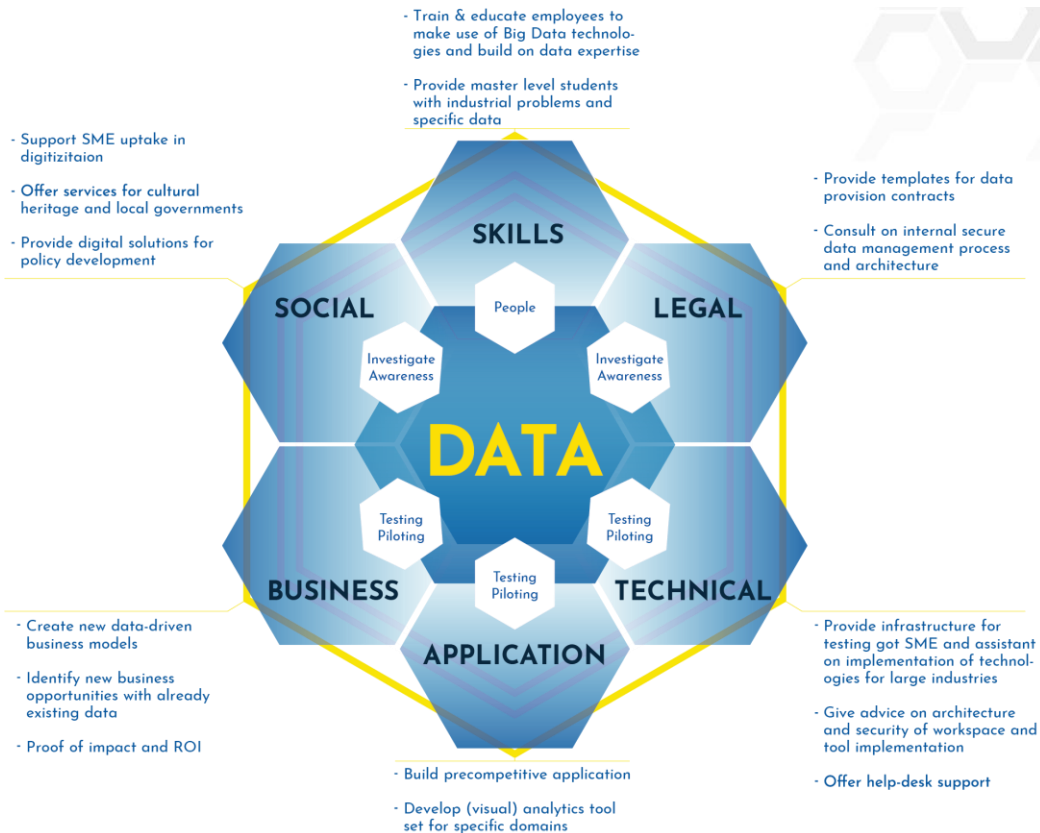 - Train & educate employees to
make use of Big Data technolo-
gies and build on data expertise
- Provide master level students
with industrial problems and
specific data
- Support SME uptake in
digitizitaion
- Offer services for cultural
heritage and local governments
- Provide digital solutions for
policy development
- Provide templates for data
provision contracts
- Consult on internal secure
data management process
and architecture
SKILLS
People
SOCIAL
Investigate
Awareness
LEGAL
Investigate
Awareness
DATA
Testing
Piloting
BUSINESS
Testing
Piloting
APPLICATION
Testing
Piloting
TECHNICAL
- Create new data-driven
business models
- Identify new business
opportunities with already
existing data
- Proof of impact and ROI
- Build precompetitive application
- Develop (visual) analytics tool
set for specific domains
- Provide infrastructure for
testing got SME and assistant
on implementation of technol-
ogies for large industries
- Give advice on architecture
and security of workspace and
tool implementation
- Offer help-desk support